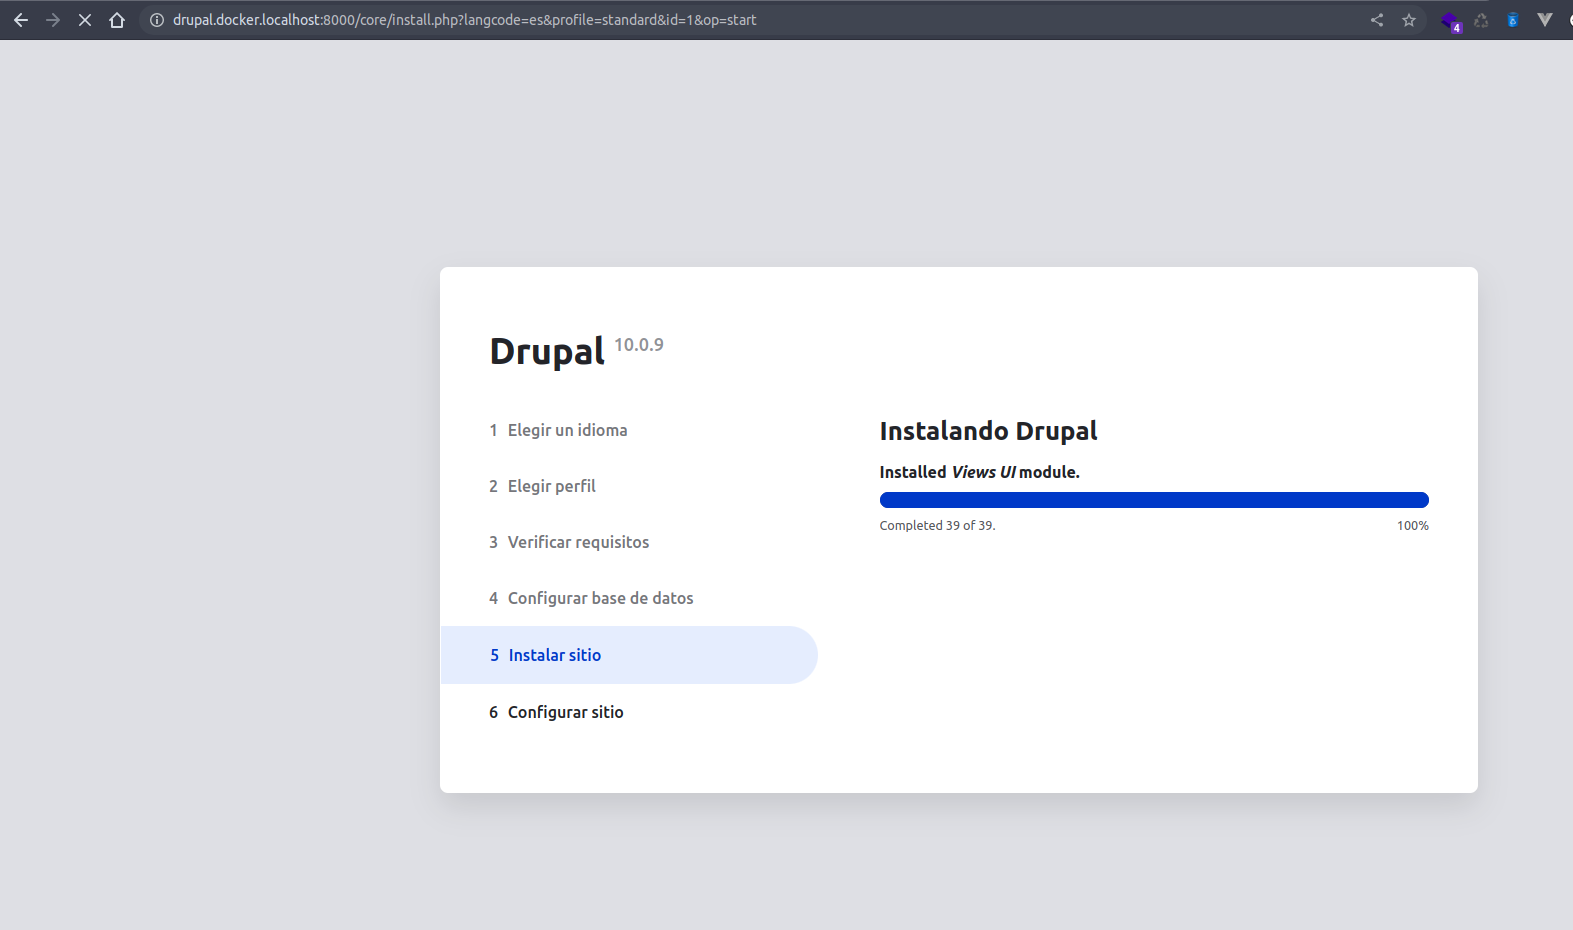 drupal.docker.localhost:8000/core/install.php?langcode=es&profile=standard&id=1&op=start
4
Drupal 10.0.9
1 Elegir un idioma
2 Elegir perfil
3 Verificar requisitos
4 Configurar base de datos
5 Instalar sitio
6 Configurar sitio
Instalando Drupal
Installed Views UI module.
Completed 39 of 39. 100%